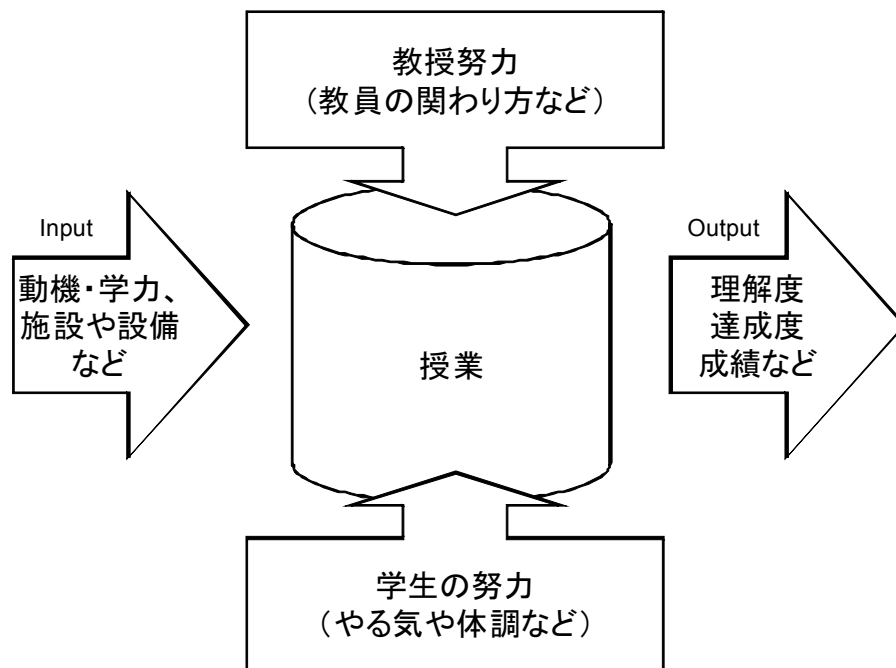 教授努力
（教員の関わり方など）
Input
動機・学力、
施設や設備
など
授業
Output
理解度
達成度
成績など
学生の努力
（やる気や体調など）